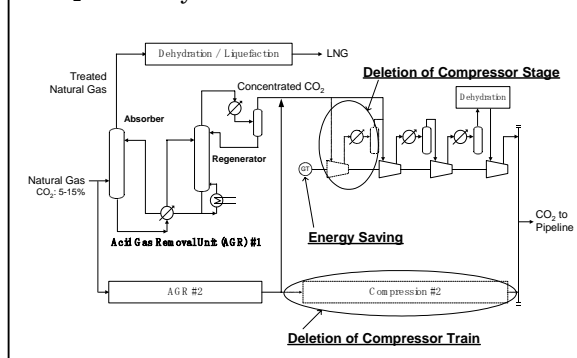 Dehydration / Liquefaction
LNG
Treated
Natural Gas
Concentrated CO2
Deletion of Compressor Stage
Dehydration
Absorber
Regenerator
Natural Gas
CO2: 5-15%
GT
CO2 to
Pipeline
Energy Saving
Acid Gas Removal Unit (AGR) #1
AGR #2
Compression #2
Deletion of Compressor Train